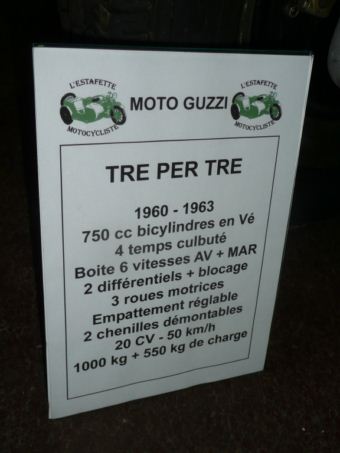 L'ESTAFETTE
MOTOCYCLISTE
MOTO GUZZI
L'ESTAFETTE
MOTOCYCLISTE
TRE PER TRE
1960 - 1963
750 cc bicylindres en Vé
4 temps culbuté
Boite 6 vitesses AV + MAR
2 différentiels + blocage
3 roues motrices
Empattement réglable
2 chenilles démontables
20 CV - 50 km/h
1000 kg + 550 kg de charge